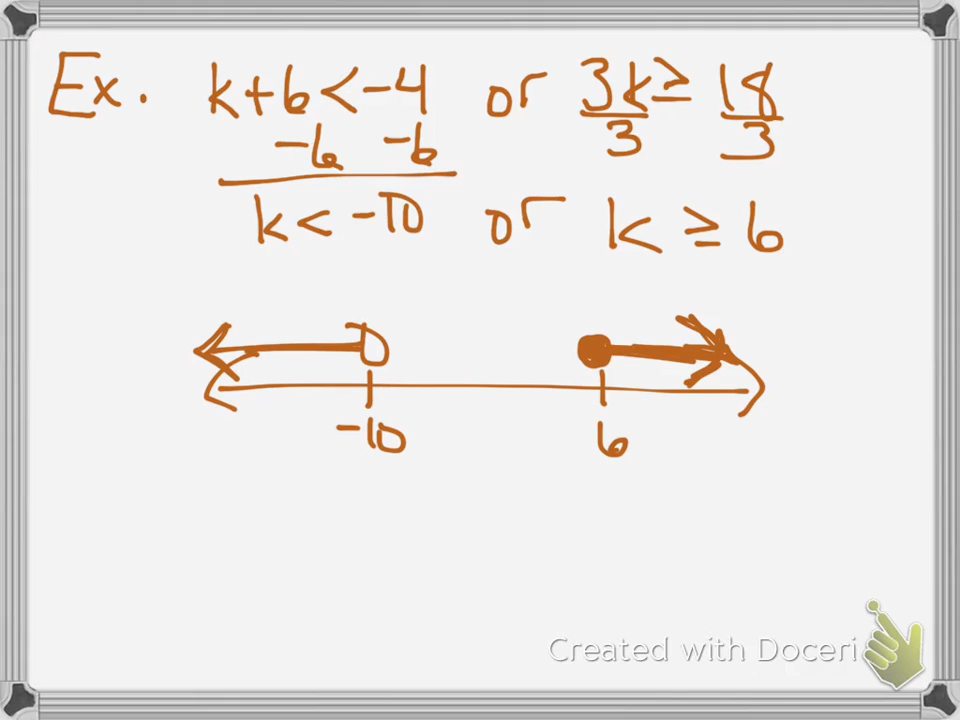 Ex. k+6<-4 or 3k≥18
-6 -6 3 3
k<-10 or k≥6
-10 6
Created with Doceri